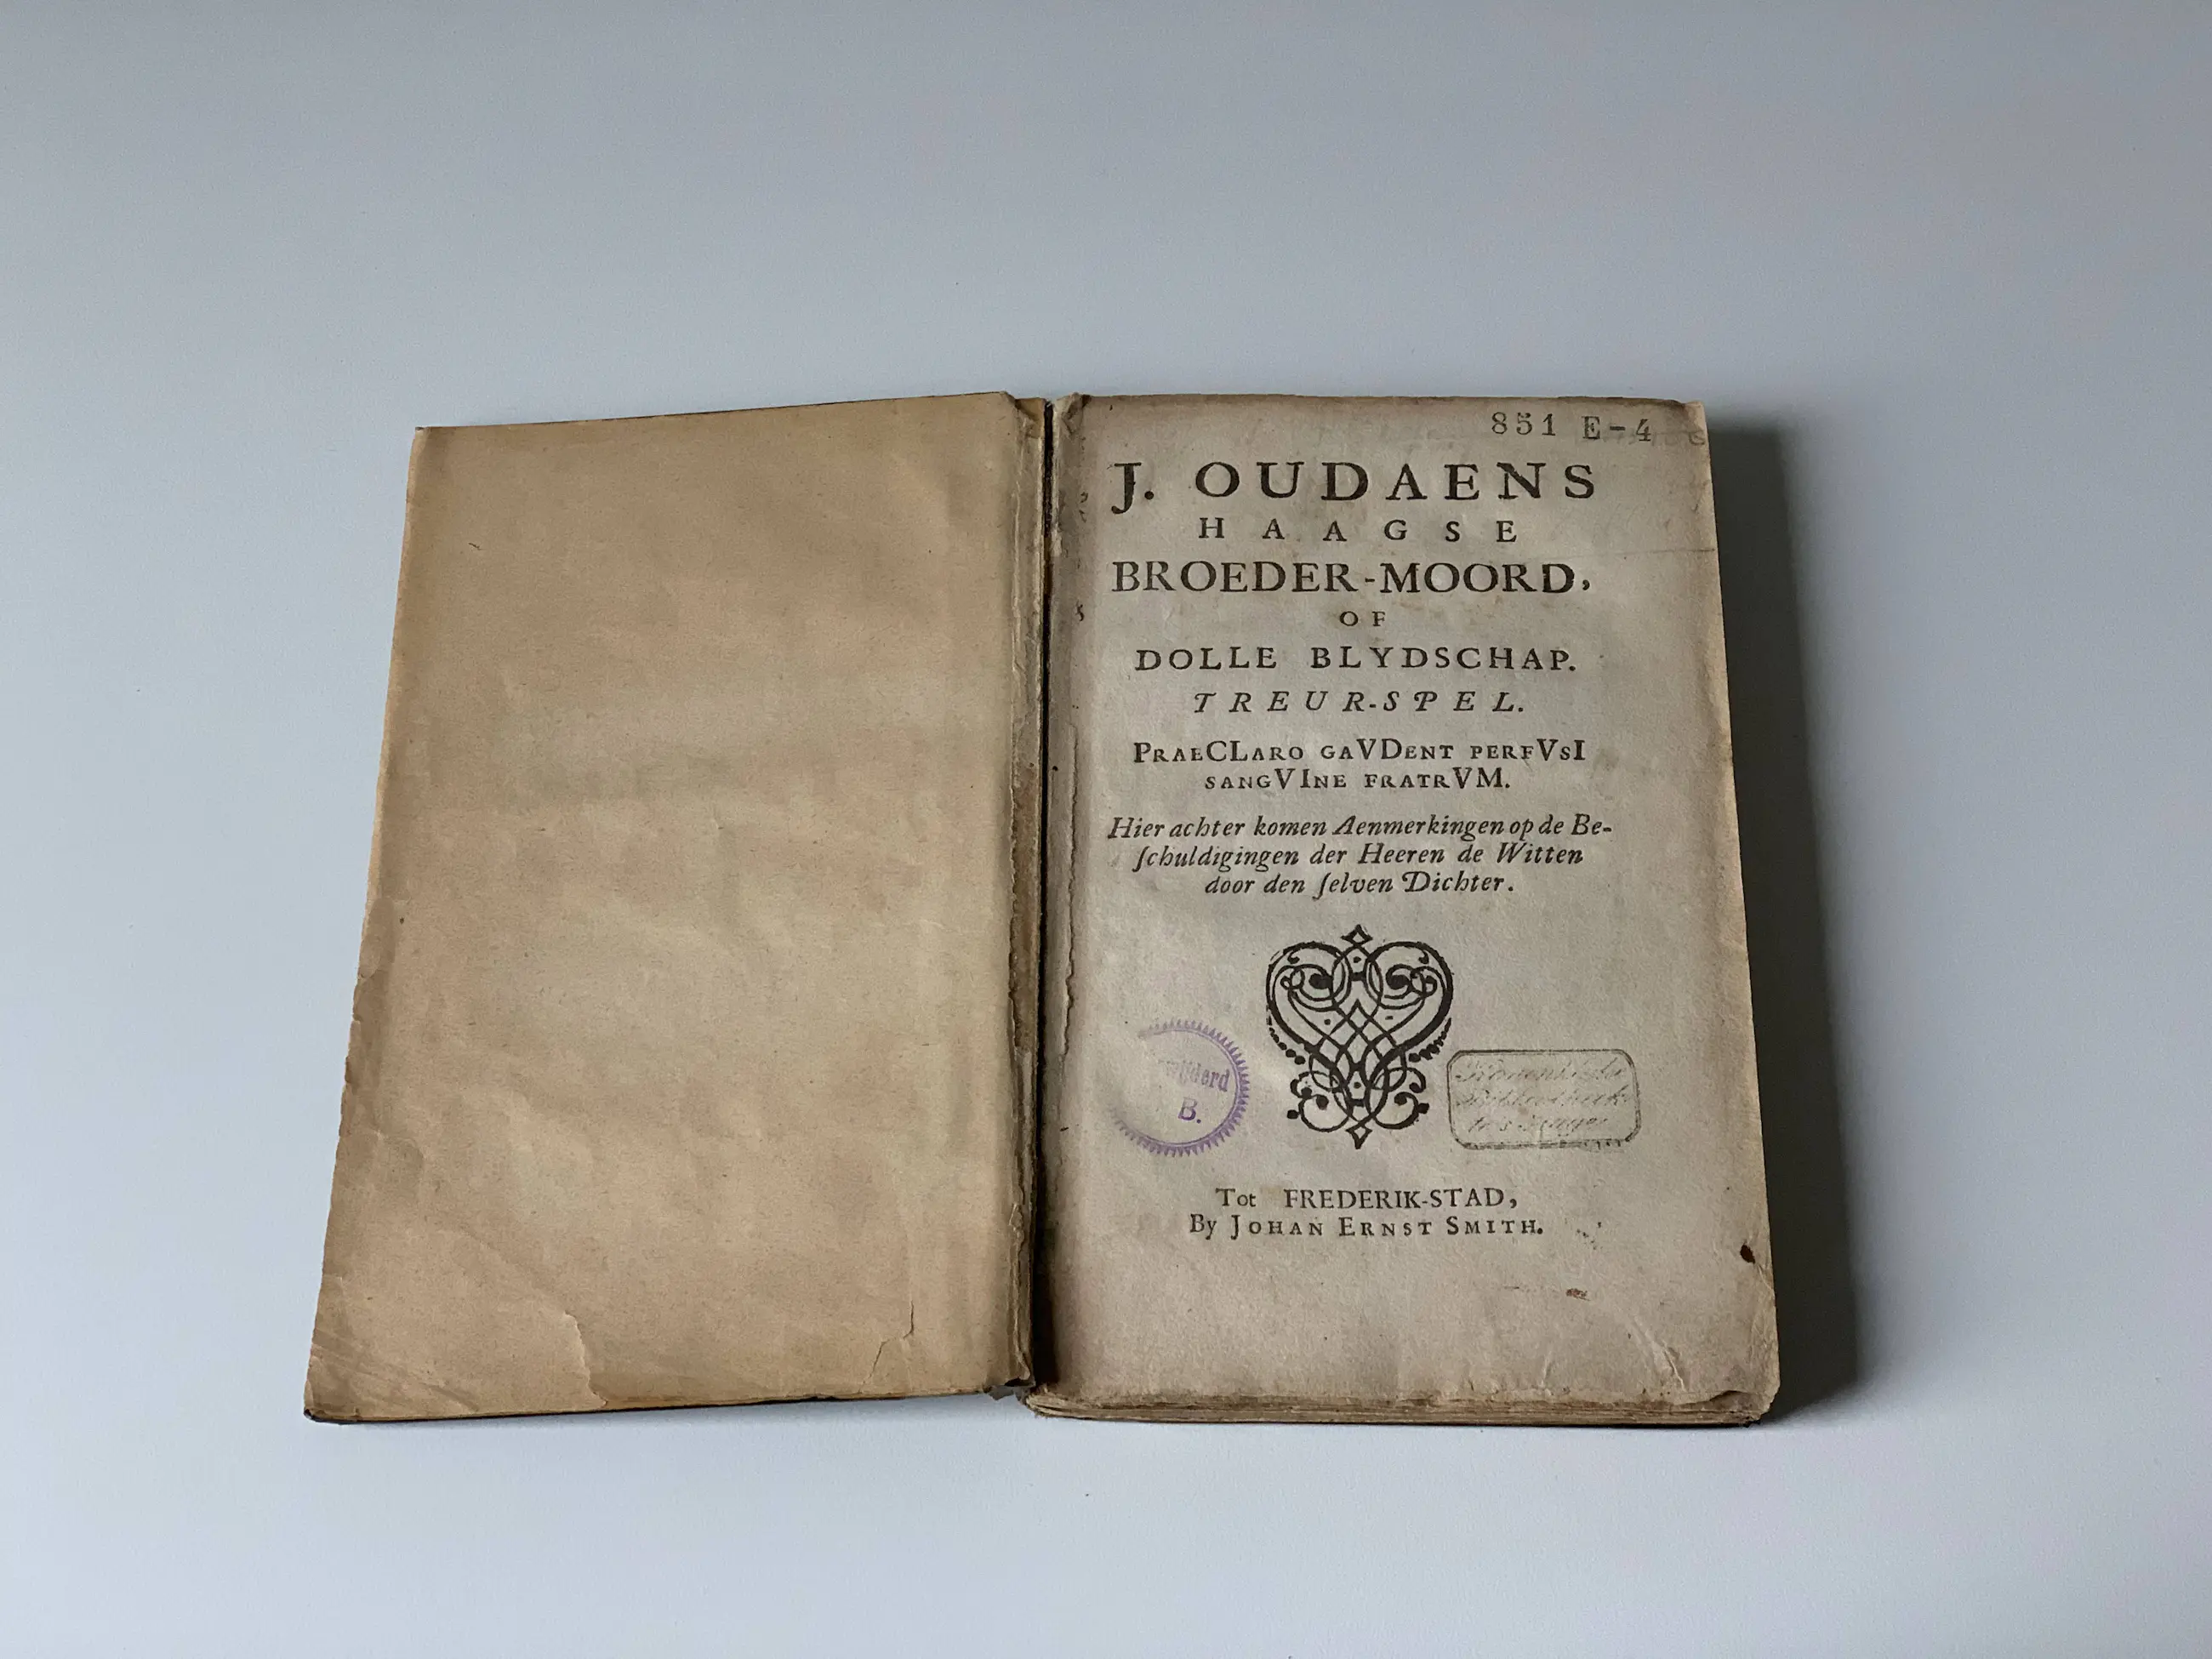 851 E-4
J. OUDAENS
HAAGSE
BROEDER-MOORD,
OF
DOLLE BLYDSCHAP.
TREUR-SPEL.
PRAECLARO GAVDENT PERFVSI
SANGVINE FRATRVM.
Hier achter komen Aenmerkingen op de Be-
ſchuldigingen der Heeren de Witten
door den ſelven Dichter.
B.
Tot FREDERIK-STAD,
By JOHAN ERNST SMITH.